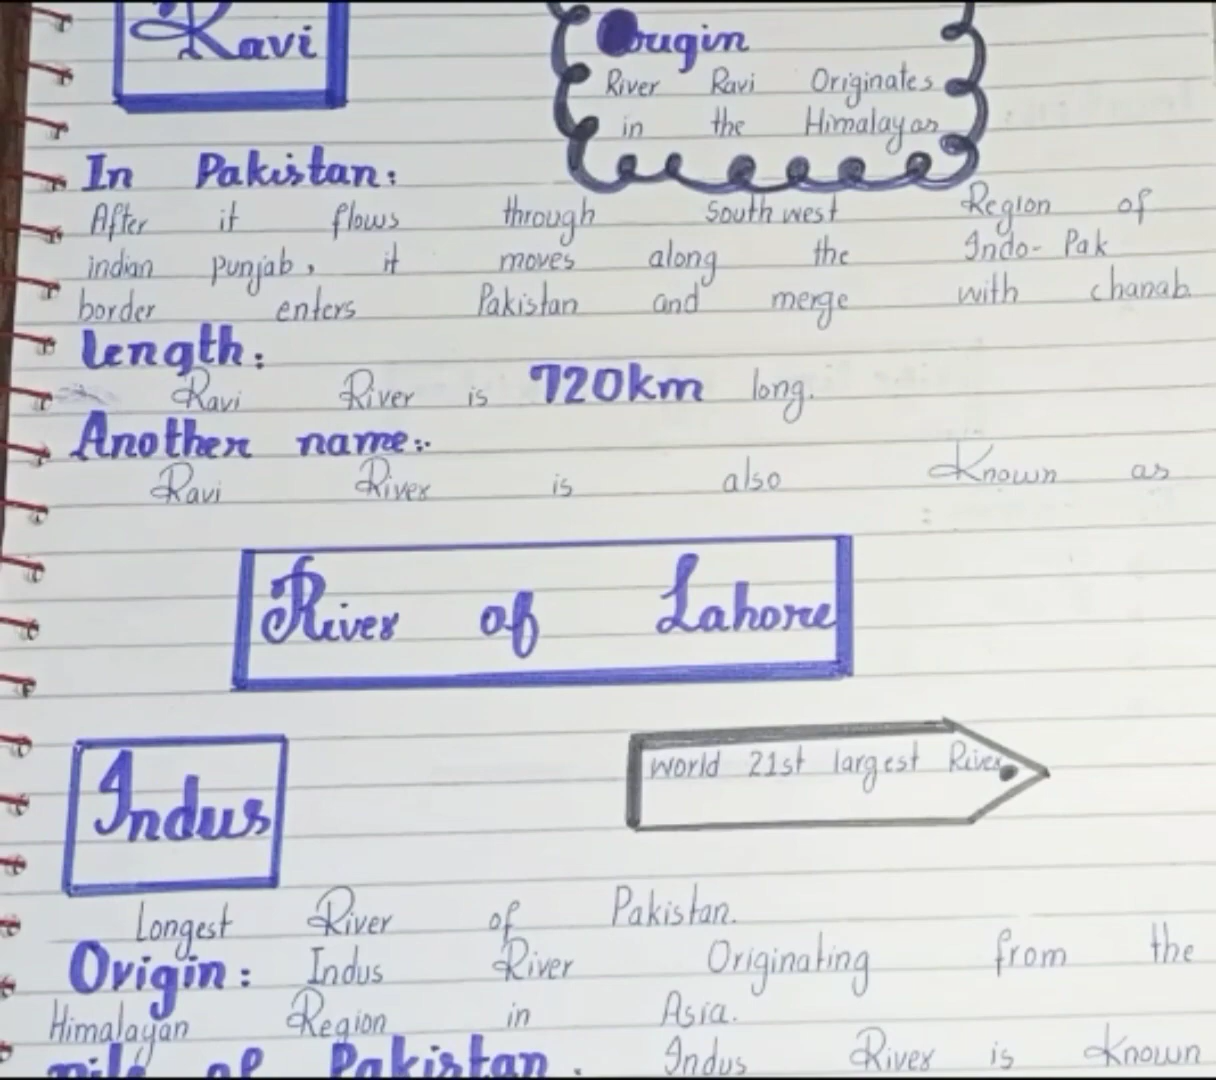 Ravi
Origin
River Ravi Originates
in the Himalayas
In Pakistan:
After it flows through South west Region of
indian punjab, it moves along the Indo-Pak
border enters Pakistan and merge with chanab.
Length:
Ravi River is 720km long.
Another name:-
Ravi River is also Known as
River of Lahore
Indus
World 21st largest River.
Longest River of Pakistan.
Origin: Indus River Originating from the
Himalayan Region in Asia.
of Pakistan. Indus River is Known